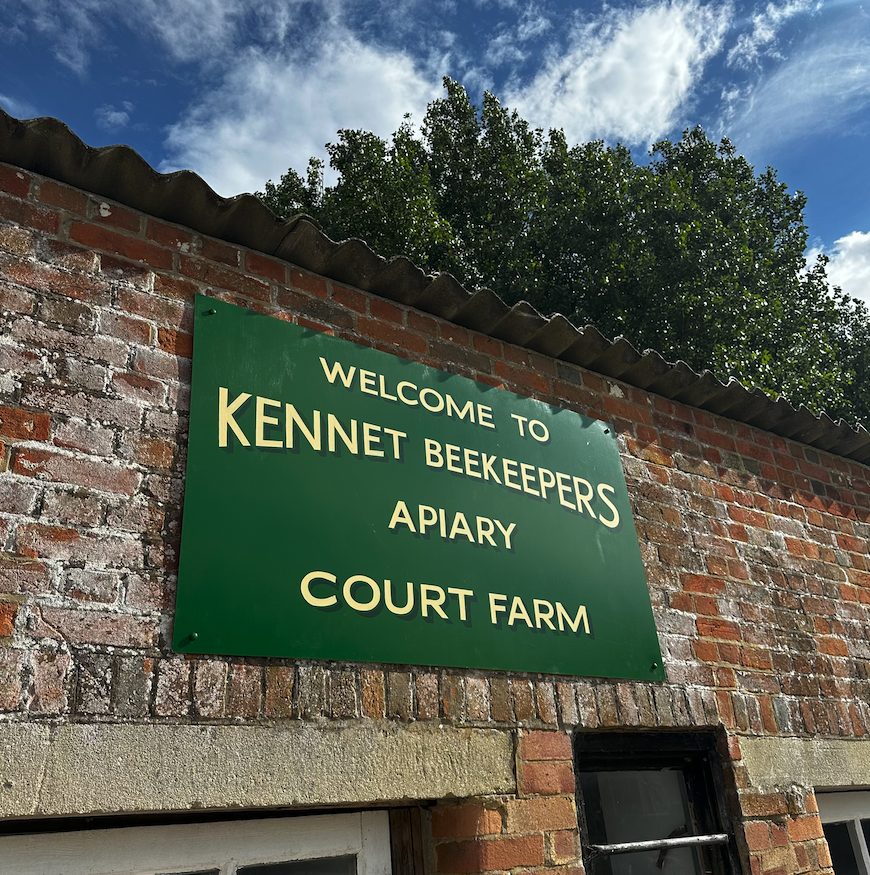 WELCOME TO
KENNET BEEKEEPERS
APIARY
COURT FARM